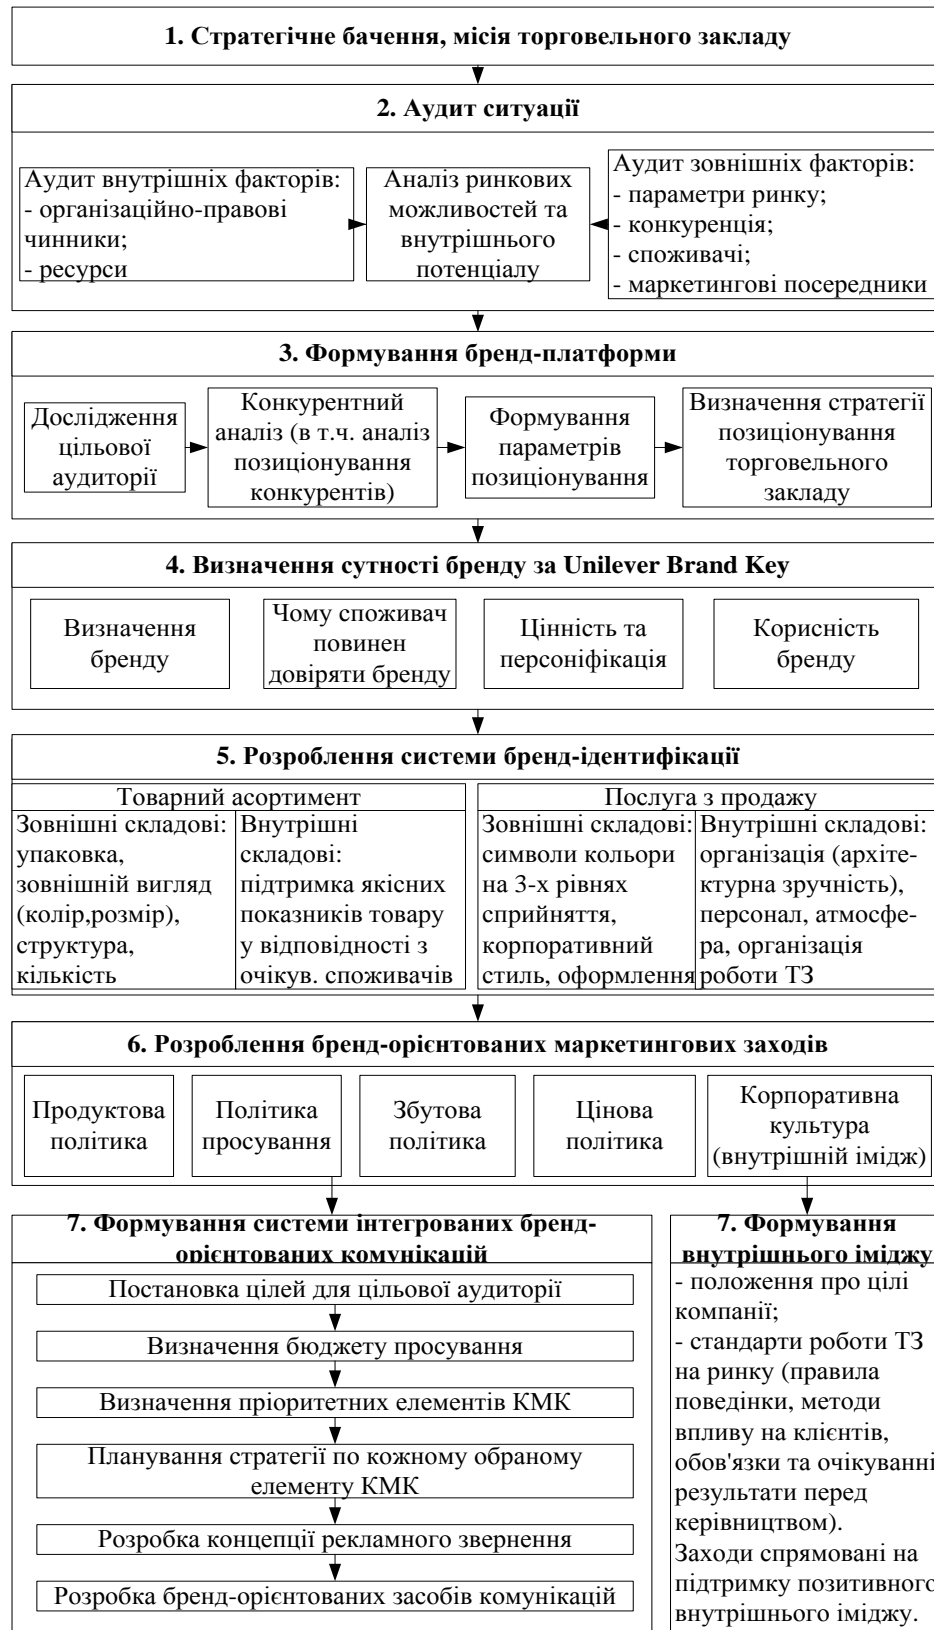 1. Стратегічне бачення, місія торговельного закладу
2. Аудит ситуації
Аудит внутрішніх факторів:
- організаційно-правові
чинники;
- ресурси
Аналіз ринкових
можливостей та
внутрішнього
потенціалу
Аудит зовнішніх факторів:
- параметри ринку;
- конкуренція;
- споживачі;
- маркетингові посередники
3. Формування бренд-платформи
Дослідження
цільової
аудиторії
Конкурентний
аналіз (в т.ч. аналіз
позиціонування
конкурентів)
Формування
параметрів
позиціонування
Визначення стратегії
позиціонування
торговельного
закладу
4. Визначення сутності бренду за Unilever Brand Key
Визначення
бренду
Чому споживач
повинен
довіряти бренду
Цінність та
персоніфікація
Корисність
бренду
5. Розроблення системи бренд-ідентифікації
Товарний асортимент
Зовнішні складові:
упаковка,
зовнішній вигляд
(колір,розмір),
структура,
кількість
Внутрішні
складові:
підтримка якісних
показників товару
у відповідності з
очікув. споживачів
Послуга з продажу
Зовнішні складові:
символи кольори
на 3-х рівнях
сприйняття,
корпоративний
стиль, оформлення
Внутрішні складові:
організація (архіте-
ктурна зручність),
персонал, атмосфе-
ра, організація
роботи ТЗ
6. Розроблення бренд-орієнтованих маркетингових заходів
Продуктова
політика
Політика
просування
Збутова
політика
Цінова
політика
Корпоративна
культура
(внутрішній імідж)
7. Формування системи інтегрованих бренд-
орієнтованих комунікацій
Постановка цілей для цільової аудиторії
Визначення бюджету просування
Визначення пріоритетних елементів КМК
Планування стратегії по кожному обраному
елементу КМК
Розробка концепції рекламного звернення
Розробка бренд-орієнтованих засобів комунікацій
7. Формування
внутрішнього іміджу
- положення про цілі
компанії;
- стандарти роботи ТЗ
на ринку (правила
поведінки, методи
впливу на клієнтів,
обов'язки та очікуванні
результати перед
керівництвом).
Заходи спрямовані на
підтримку позитивного
внутрішнього іміджу.